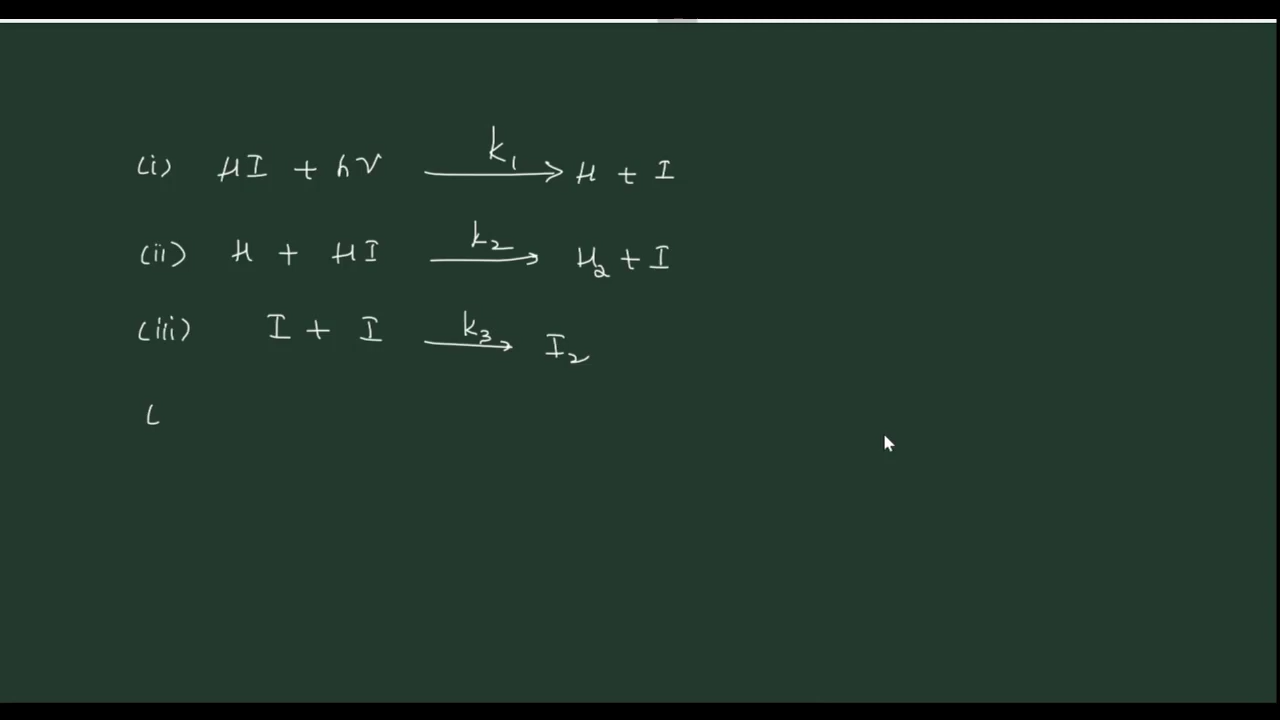 (i) HI + hν k₁→ H + I
(ii) H + HI k₂→ H₂ + I
(iii) I + I k₃→ I₂
(